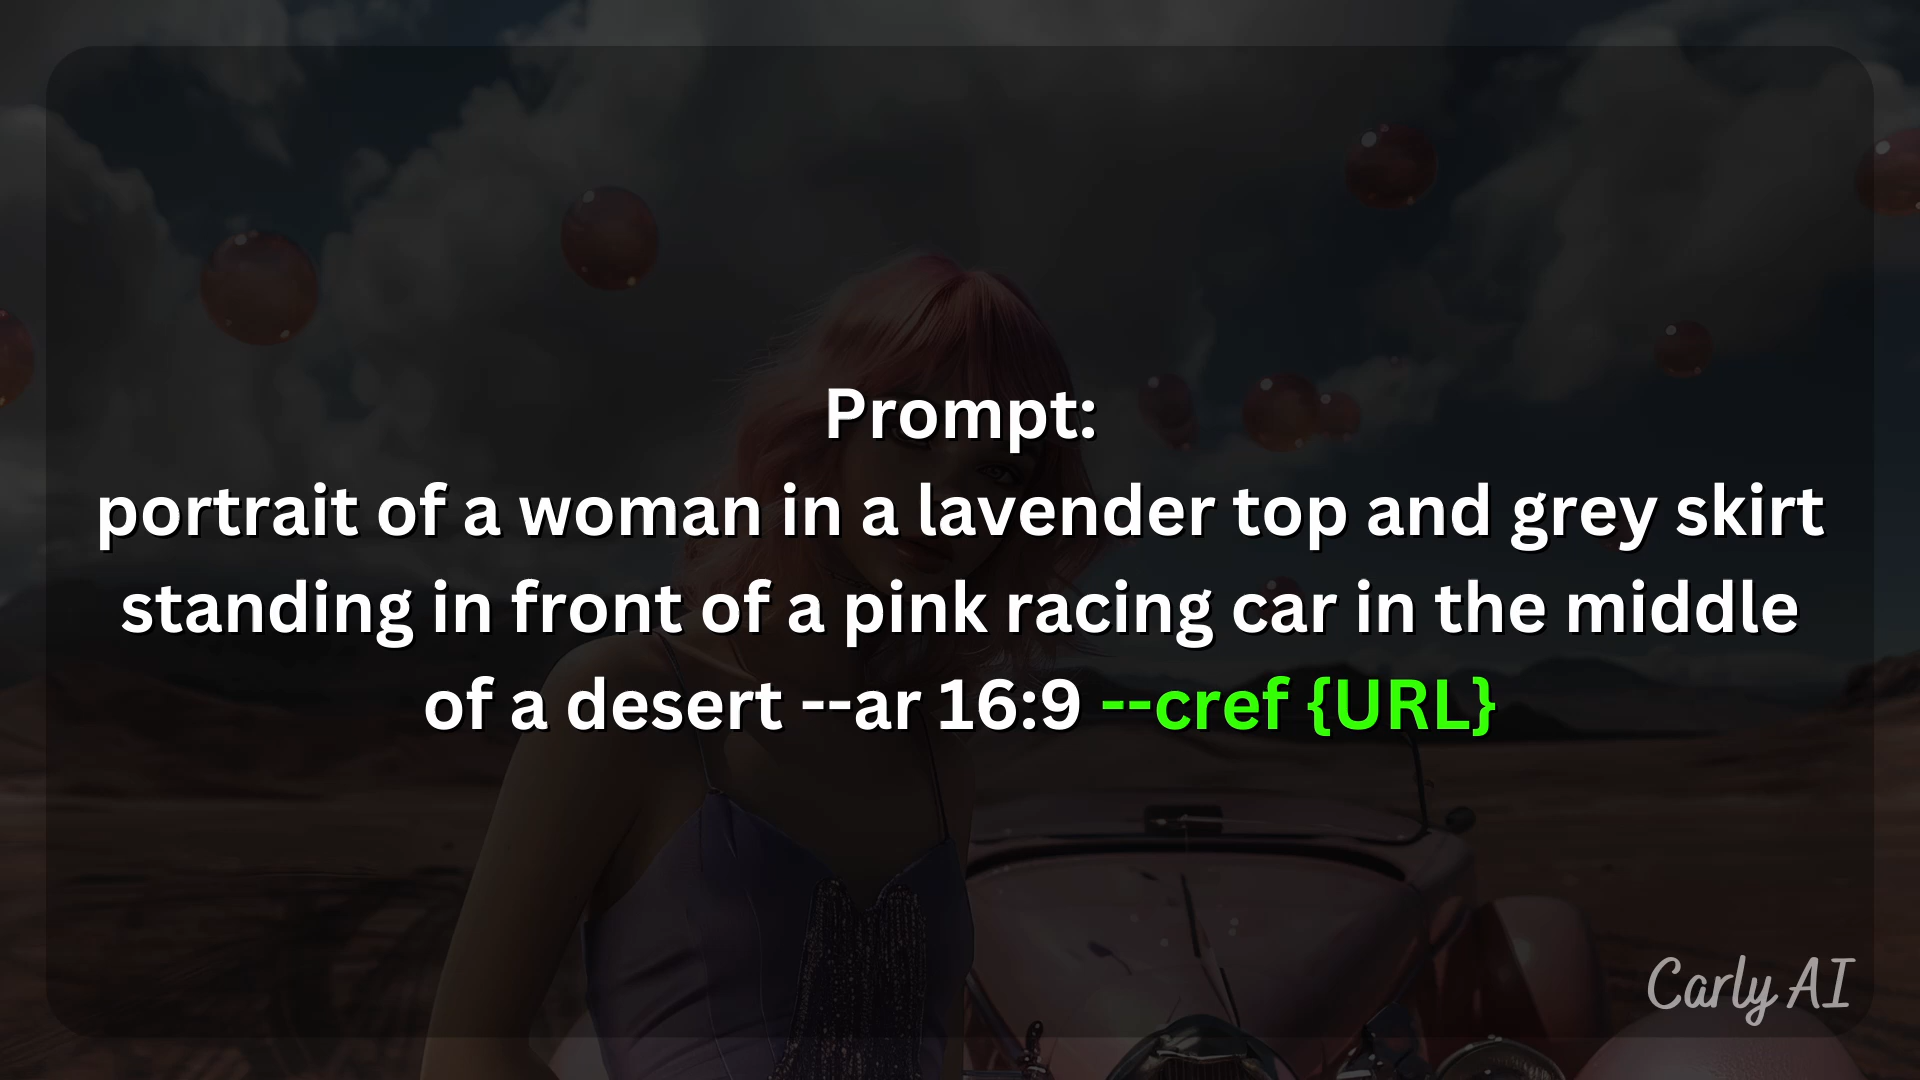 Prompt:
portrait of a woman in a lavender top and grey skirt
standing in front of a pink racing car in the middle
of a desert --ar 16:9 --cref {URL}
Carly AI